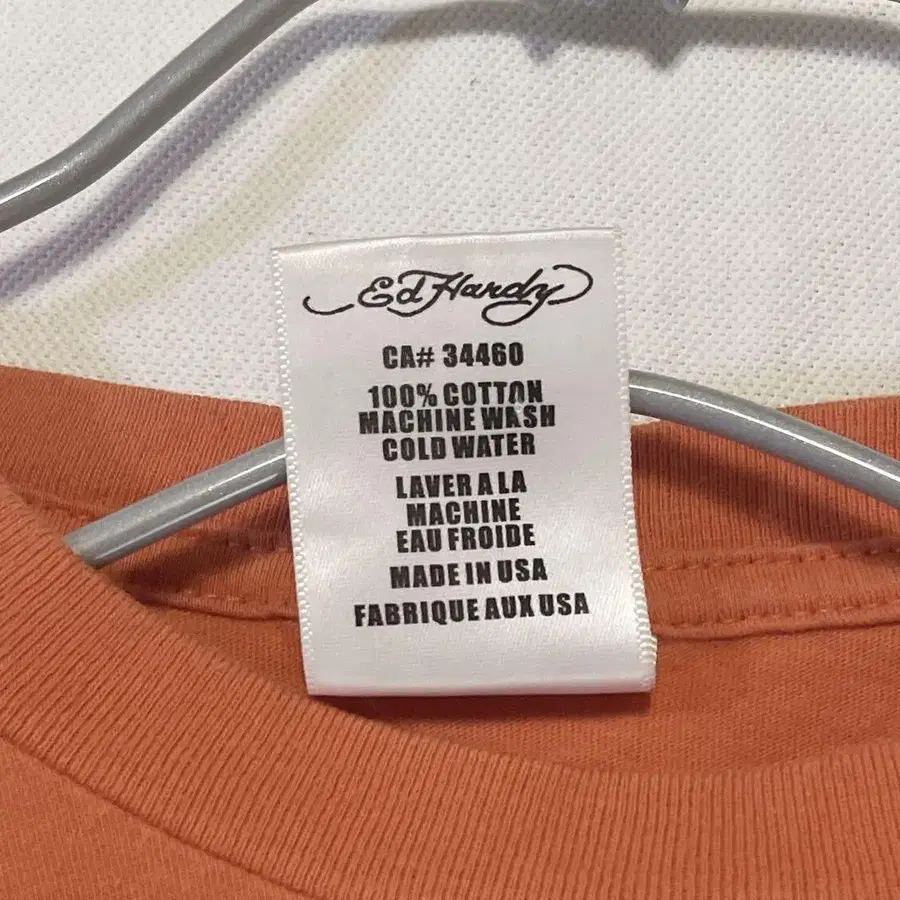 Ed Hardy
CA# 34460
100% COTTON
MACHINE WASH
COLD WATER
LAVER A LA
MACHINE
EAU FROIDE
MADE IN USA
FABRIQUE AUX USA